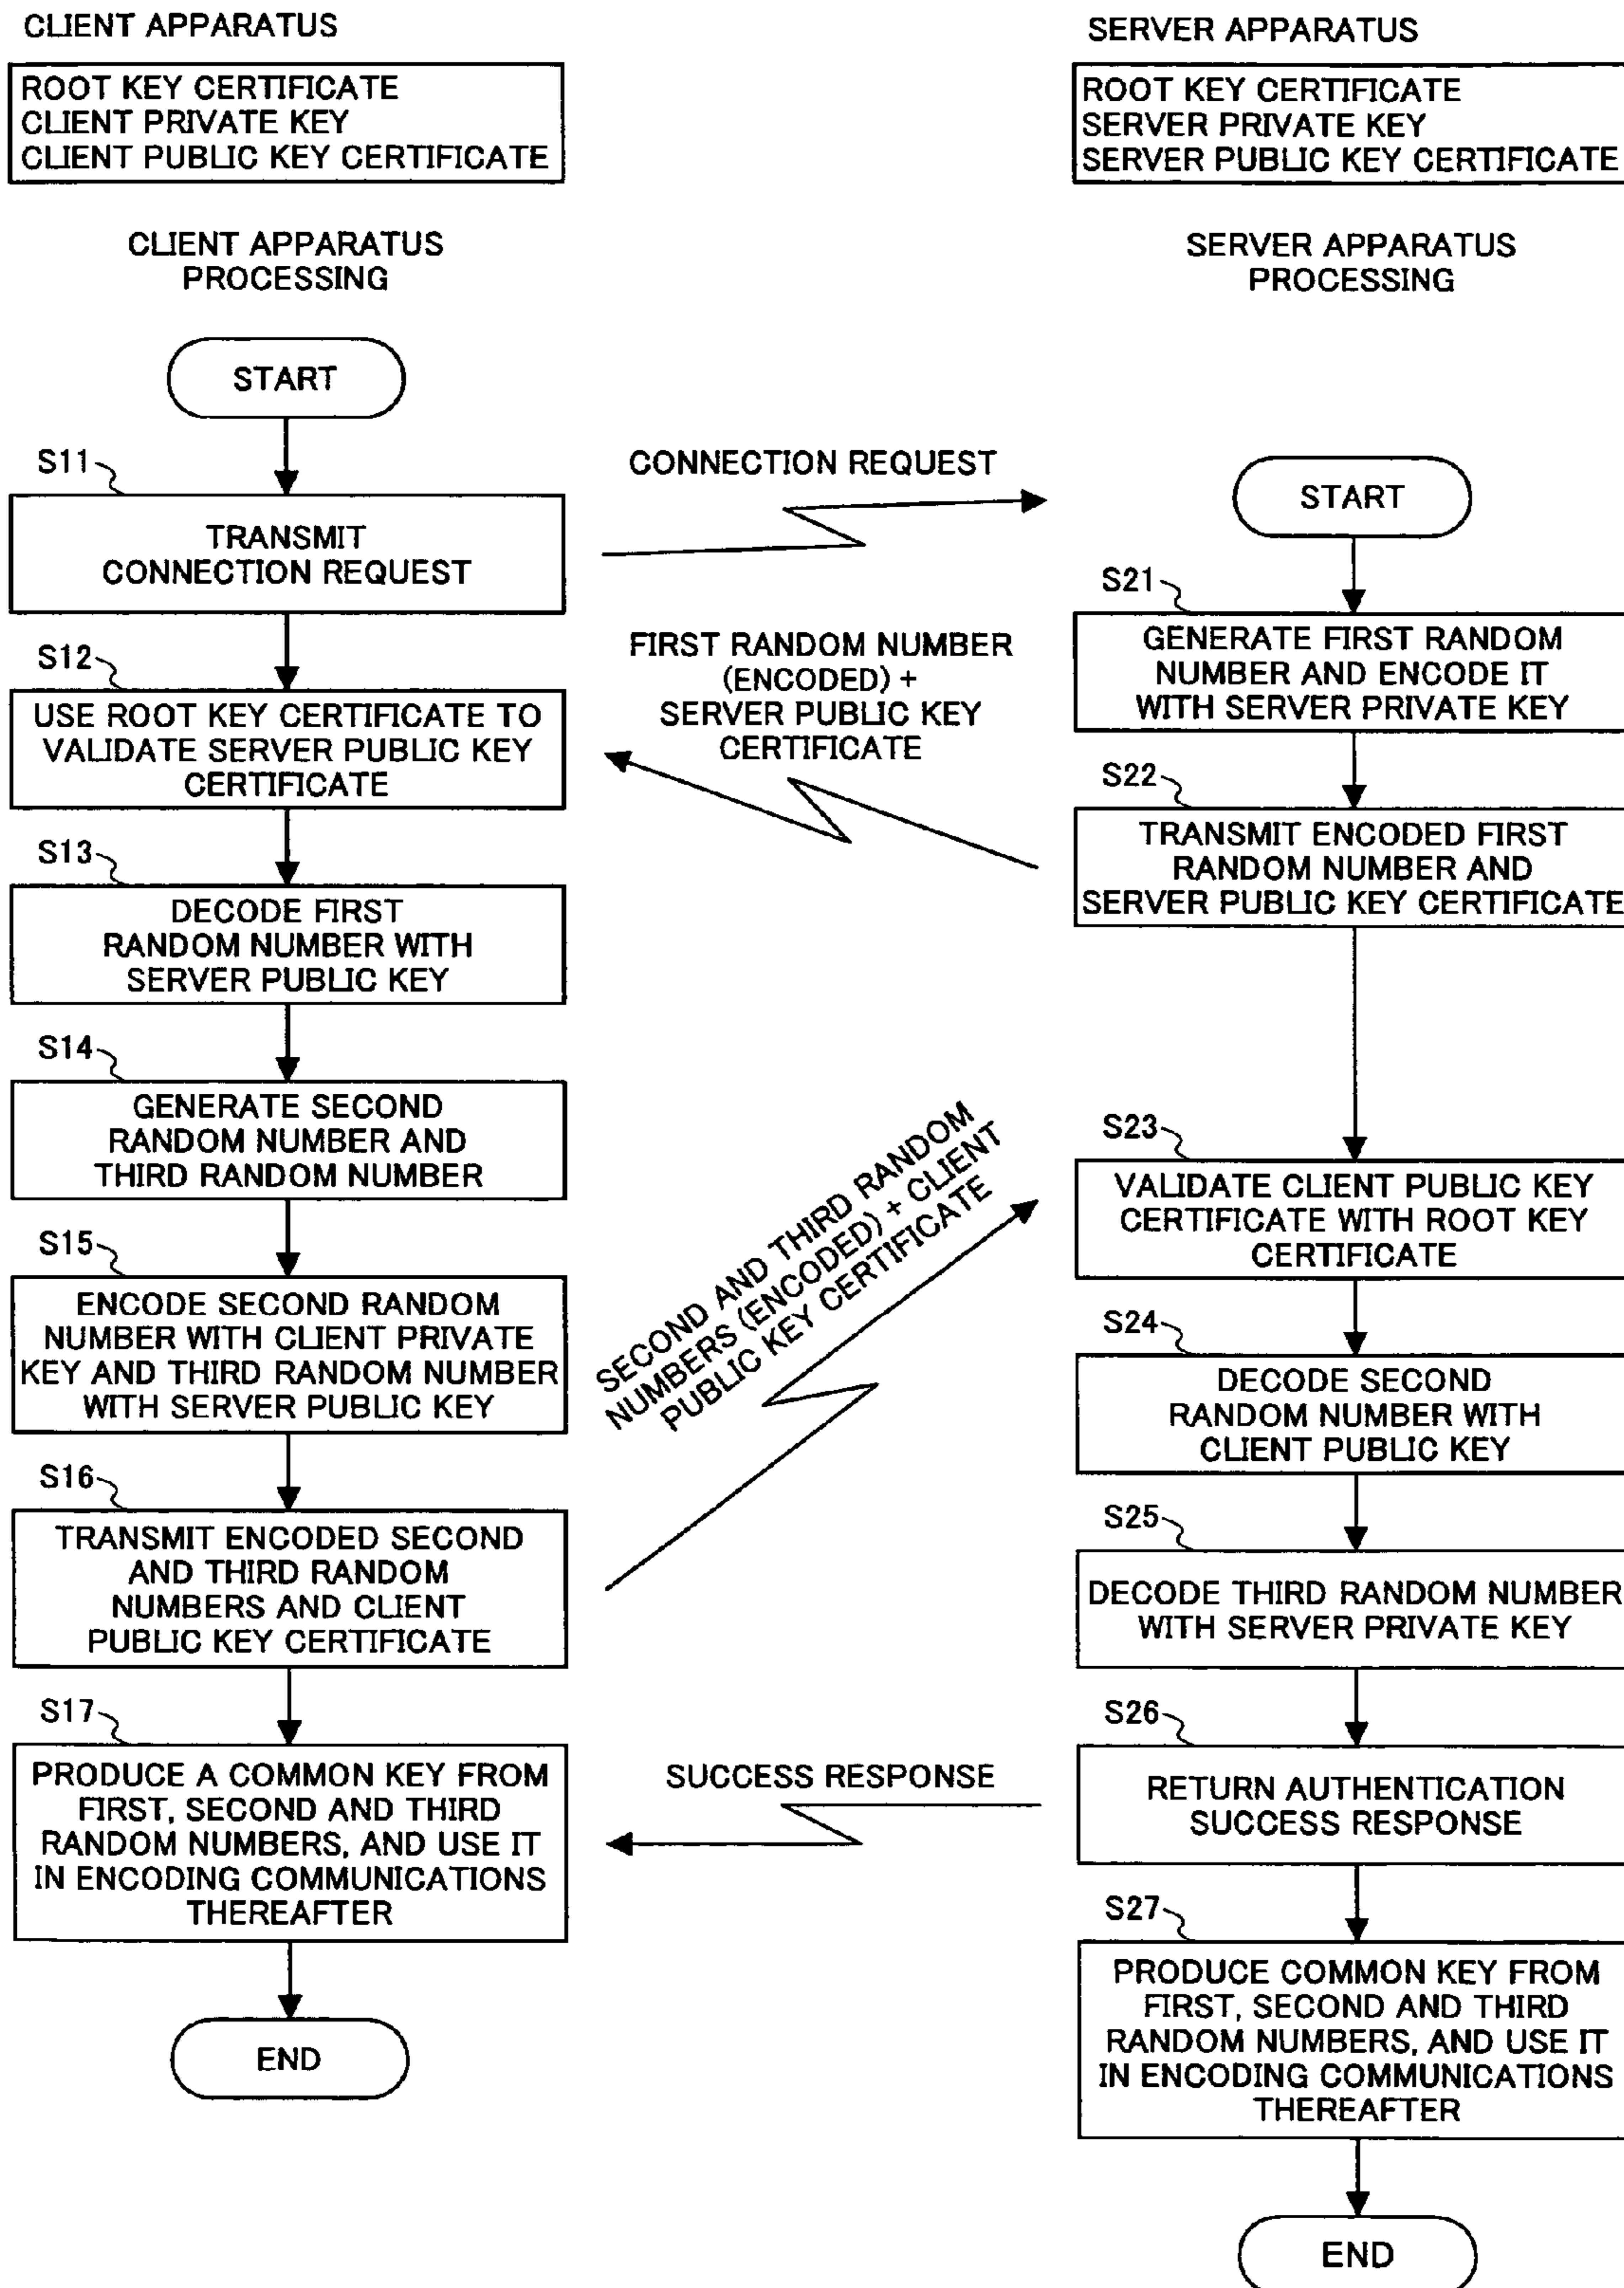 CLIENT APPARATUS
ROOT KEY CERTIFICATE
CLIENT PRIVATE KEY
CLIENT PUBLIC KEY CERTIFICATE
CLIENT APPARATUS
PROCESSING
START
S11
TRANSMIT
CONNECTION REQUEST
S12
USE ROOT KEY CERTIFICATE TO
VALIDATE SERVER PUBLIC KEY
CERTIFICATE
S13
DECODE FIRST
RANDOM NUMBER WITH
SERVER PUBLIC KEY
S14
GENERATE SECOND
RANDOM NUMBER AND
THIRD RANDOM NUMBER
S15
ENCODE SECOND RANDOM
NUMBER WITH CLIENT PRIVATE
KEY AND THIRD RANDOM NUMBER
WITH SERVER PUBLIC KEY
S16
TRANSMIT ENCODED SECOND
AND THIRD RANDOM
NUMBERS AND CLIENT
PUBLIC KEY CERTIFICATE
S17
PRODUCE A COMMON KEY FROM
FIRST, SECOND AND THIRD
RANDOM NUMBERS, AND USE IT
IN ENCODING COMMUNICATIONS
THEREAFTER
END
CONNECTION REQUEST
FIRST RANDOM NUMBER
(ENCODED) +
SERVER PUBLIC KEY
CERTIFICATE
SECOND AND THIRD RANDOM
NUMBERS (ENCODED) + CLIENT
PUBLIC KEY CERTIFICATE
SUCCESS RESPONSE
SERVER APPARATUS
ROOT KEY CERTIFICATE
SERVER PRIVATE KEY
SERVER PUBLIC KEY CERTIFICATE
SERVER APPARATUS
PROCESSING
START
S21
GENERATE FIRST RANDOM
NUMBER AND ENCODE IT
WITH SERVER PRIVATE KEY
S22
TRANSMIT ENCODED FIRST
RANDOM NUMBER AND
SERVER PUBLIC KEY CERTIFICATE
S23
VALIDATE CLIENT PUBLIC KEY
CERTIFICATE WITH ROOT KEY
CERTIFICATE
S24
DECODE SECOND
RANDOM NUMBER WITH
CLIENT PUBLIC KEY
S25
DECODE THIRD RANDOM NUMBER
WITH SERVER PRIVATE KEY
S26
RETURN AUTHENTICATION
SUCCESS RESPONSE
S27
PRODUCE COMMON KEY FROM
FIRST, SECOND AND THIRD
RANDOM NUMBERS, AND USE IT
IN ENCODING COMMUNICATIONS
THEREAFTER
END